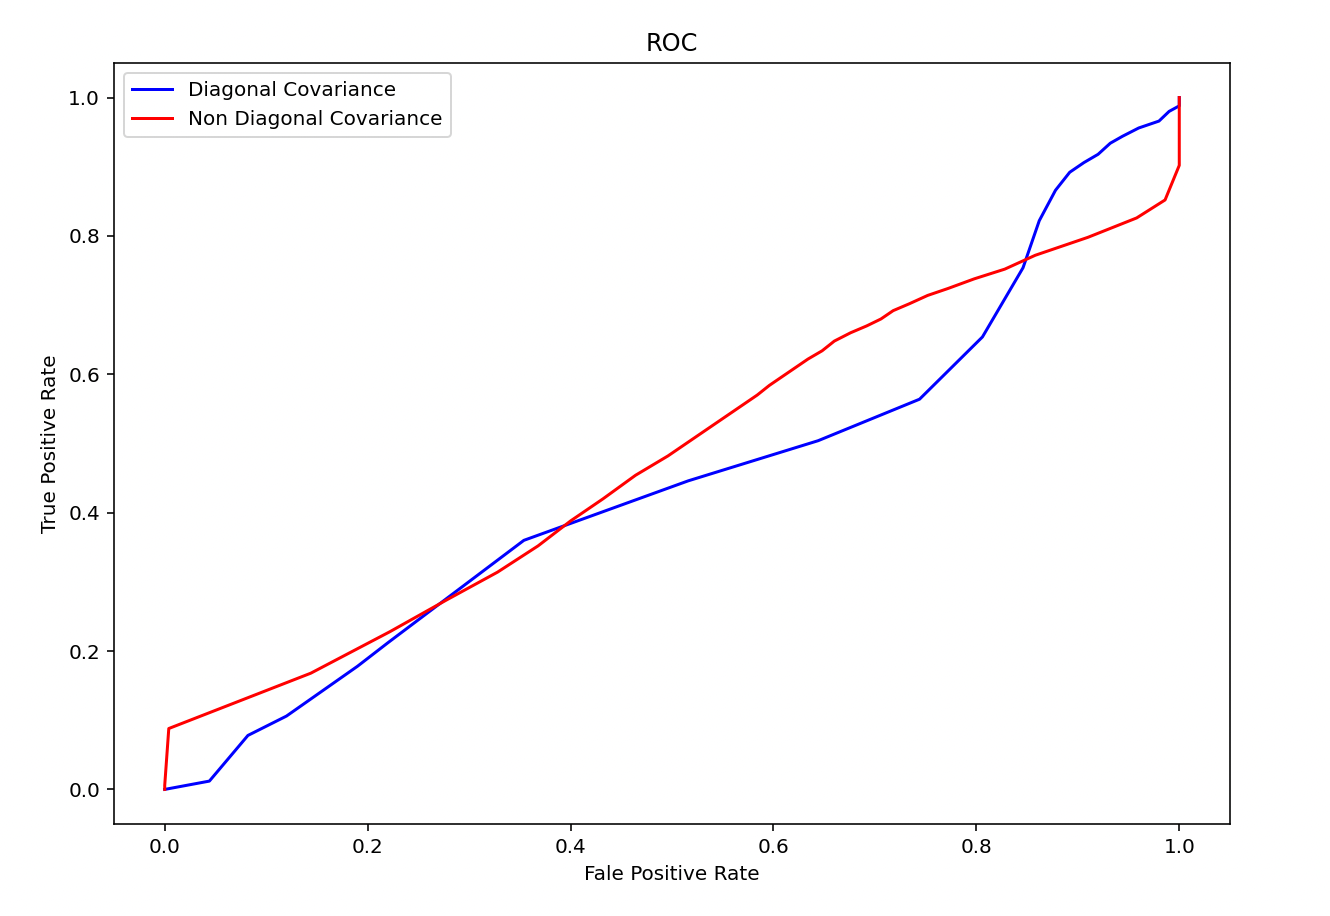 ROC
Diagonal Covariance
Non Diagonal Covariance
True Positive Rate
1.0
0.8
0.6
0.4
0.2
0.0
0.0 0.2 0.4 0.6 0.8 1.0
Fale Positive Rate